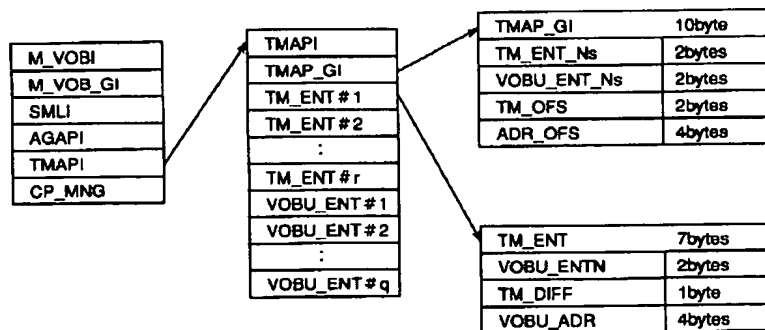 M_VOBI
M_VOB_GI
SMLI
AGAPI
TMAPI
CP_MNG
TMAPI
TMAP_GI
TM_ENT#1
TM_ENT#2
:
TM_ENT#r
VOBU_ENT#1
VOBU_ENT#2
:
VOBU_ENT#q
TMAP_GI 10byte
TM_ENT_Ns 2bytes
VOBU_ENT_Ns 2bytes
TM_OFS 2bytes
ADR_OFS 4bytes
TM_ENT 7bytes
VOBU_ENTN 2bytes
TM_DIFF 1byte
VOBU_ADR 4bytes